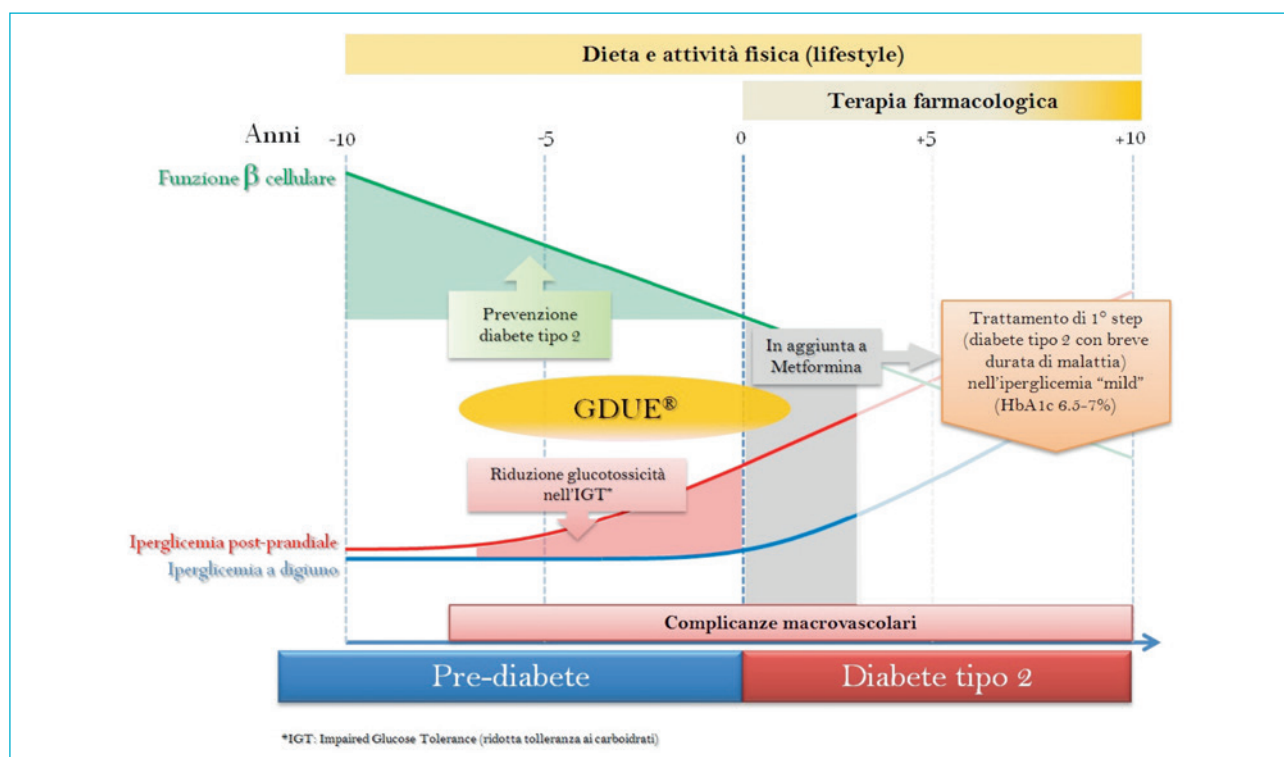 Dieta e attività fisica (lifestyle)
Terapia farmacologica
Anni -10 -5 0 +5 +10
Funzione β cellulare
Prevenzione
diabete tipo 2
In aggiunta a
Metformina
Trattamento di 1° step
(diabete tipo 2 con breve
durata di malattia)
nell’iperglicemia “mild”
(HbA1c 6.5-7%)
GDUE®
Riduzione glucotossicità
nell’IGT*
Iperglicemia post-prandiale
Iperglicemia a digiuno
Complicanze macrovascolari
Pre-diabete
Diabete tipo 2
*IGT: Impaired Glucose Tolerance (ridotta tolleranza ai carboidrati)